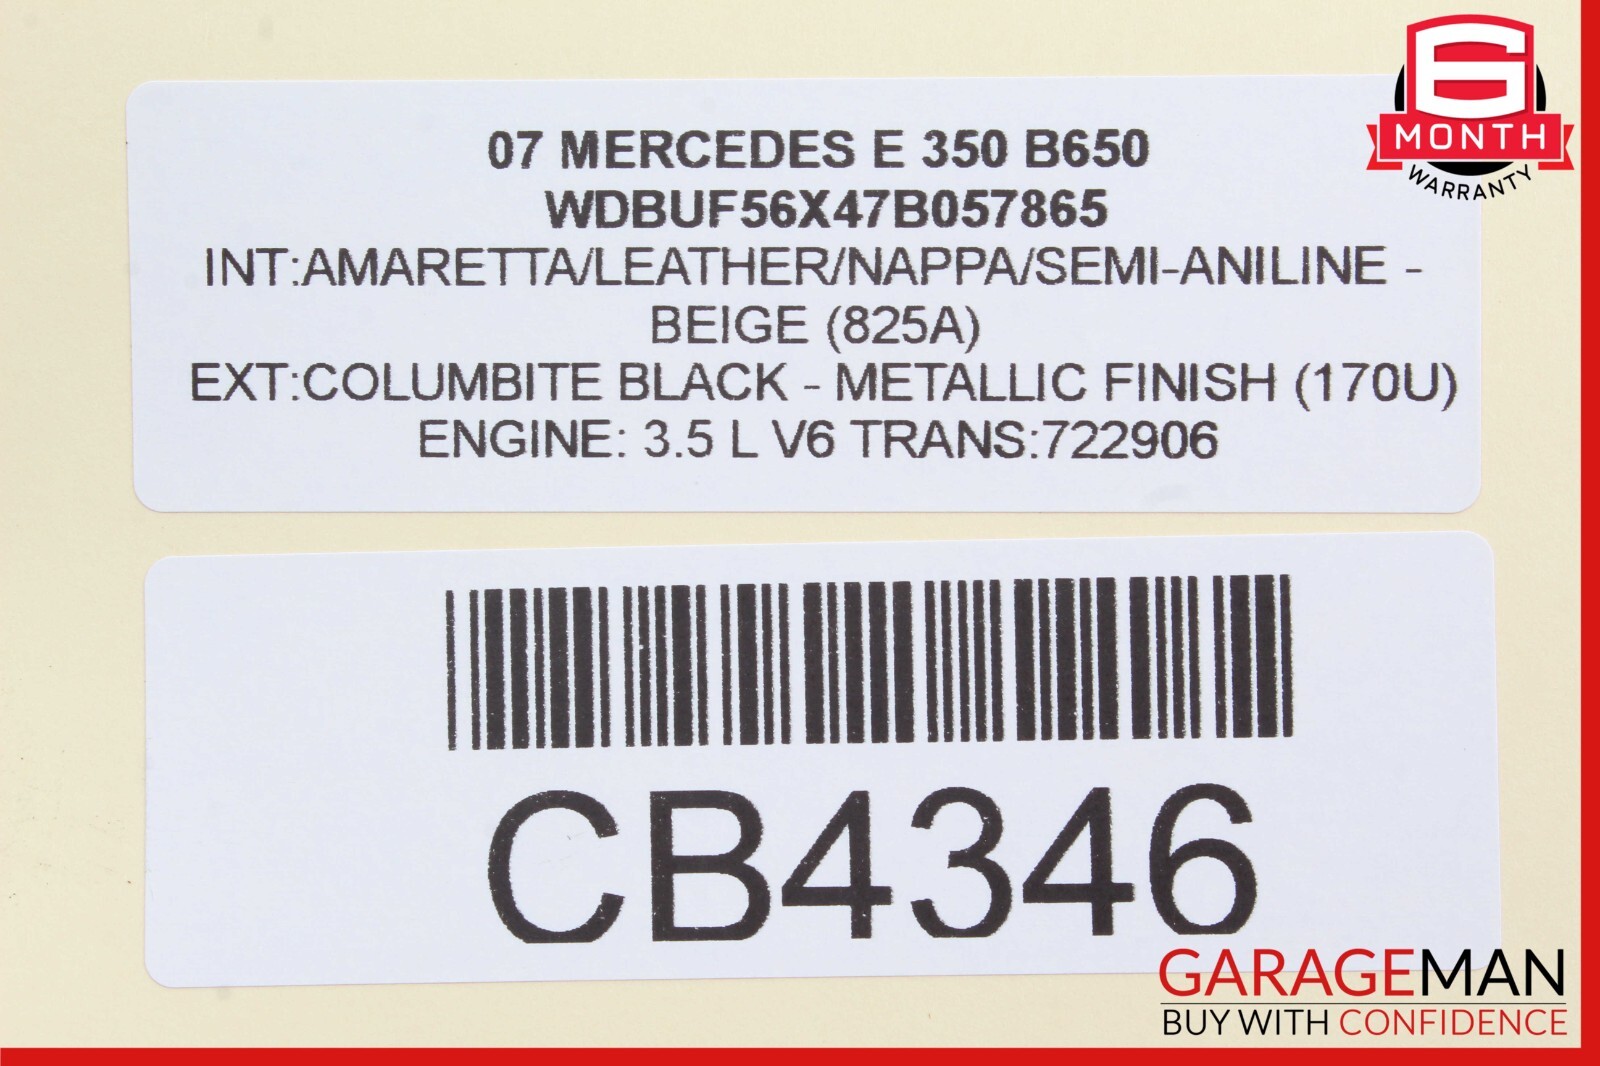 6
MONTH
WARRANTY
07 MERCEDES E 350 B650
WDBUF56X47B057865
INT:AMARETTA/LEATHER/NAPPA/SEMI-ANILINE -
BEIGE (825A)
EXT:COLUMBITE BLACK - METALLIC FINISH (170U)
ENGINE: 3.5 L V6 TRANS:722906
CB4346
GARAGEMAN
BUY WITH CONFIDENCE